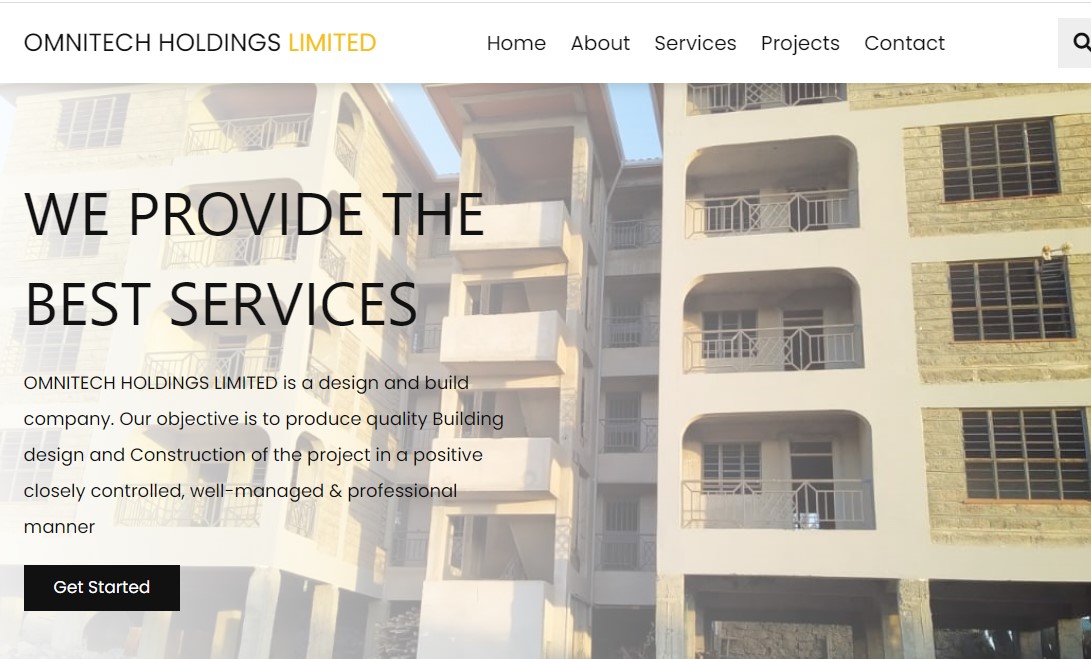 OMNITECH HOLDINGS LIMITED
Home About Services Projects Contact
WE PROVIDE THE
BEST SERVICES
OMNITECH HOLDINGS LIMITED is a design and build
company. Our objective is to produce quality Building
design and Construction of the project in a positive
closely controlled, well-managed & professional
manner
Get Started